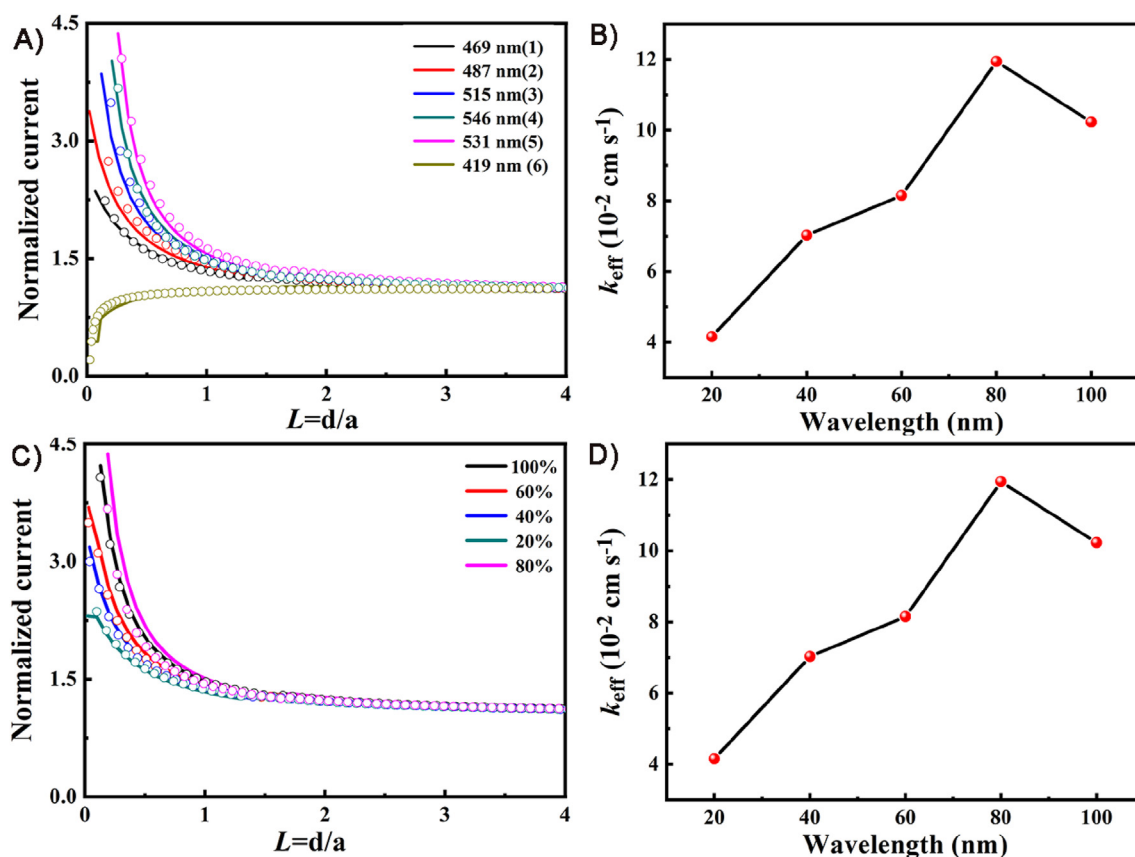 A)
4.5
3.0
1.5
0.0
Normalized current
469 nm(1)
487 nm(2)
515 nm(3)
546 nm(4)
531 nm(5)
419 nm (6)
0 1 2 3 4
L=d/a
B)
12
10
8
6
4
keff (10-2 cm s-1)
20 40 60 80 100
Wavelength (nm)
C)
4.5
3.0
1.5
0.0
Normalized current
100%
60%
40%
20%
80%
0 1 2 3 4
L=d/a
D)
12
10
8
6
4
keff (10-2 cm s-1)
20 40 60 80 100
Wavelength (nm)